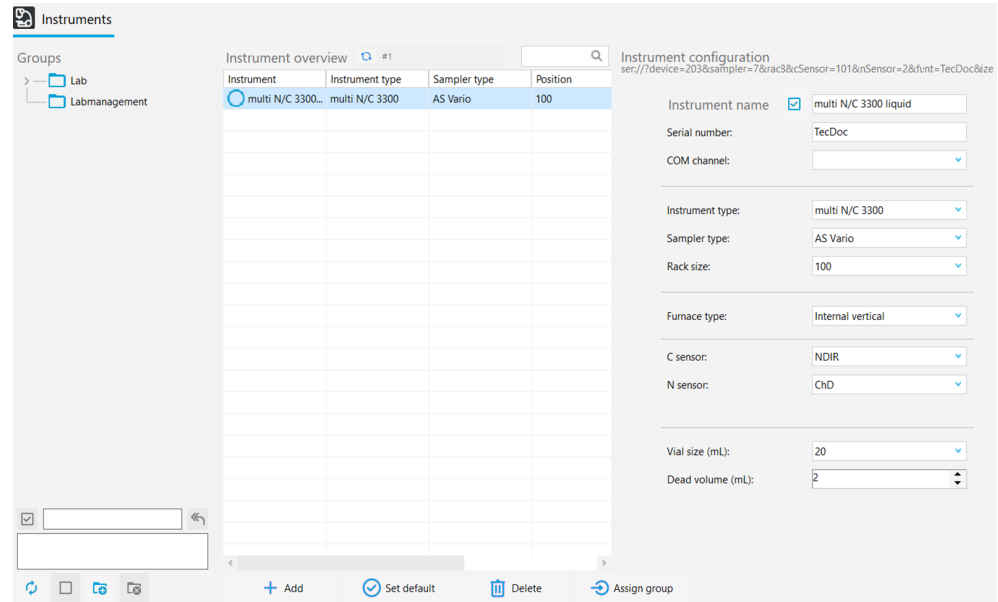 Instruments
Groups
Lab
Labmanagement
Instrument overview #1
Instrument Instrument type Sampler type Position
multi N/C 3300... multi N/C 3300 AS Vario 100
Instrument configuration
ser://?device=203&sampler=7&rac3&cSensor=101&nSensor=2&funt=TecDoc&ize
Instrument name multi N/C 3300 liquid
Serial number: TecDoc
COM channel:
Instrument type: multi N/C 3300
Sampler type: AS Vario
Rack size: 100
Furnace type: Internal vertical
C sensor: NDIR
N sensor: ChD
Vial size (mL): 20
Dead volume (mL): 2
Add Set default Delete Assign group